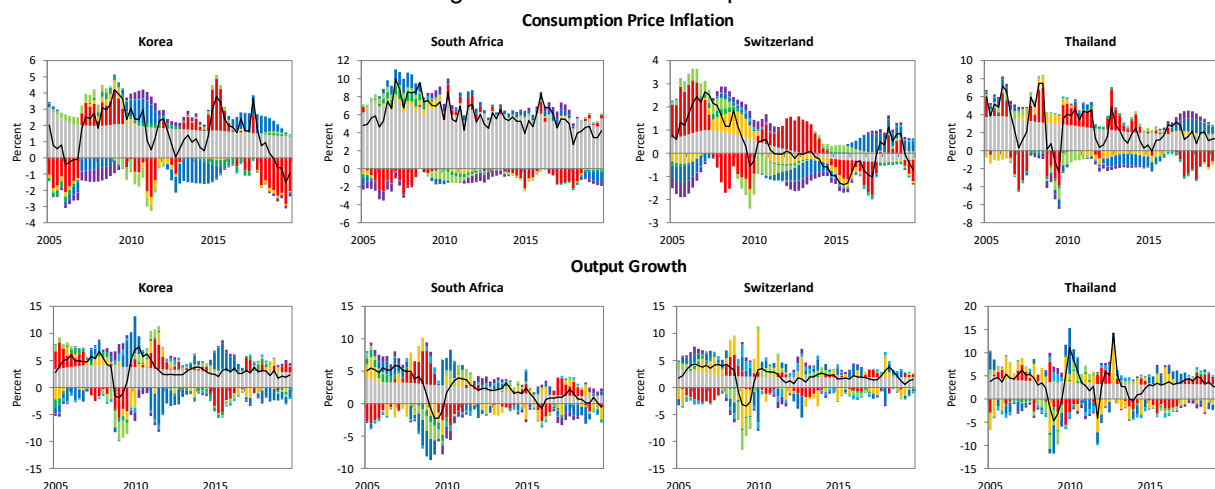 Consumption Price Inflation
Korea
South Africa
Switzerland
Thailand
Percent
6
5
4
3
2
1
0
-1
-2
-3
-4
2005 2010 2015
Percent
12
10
8
6
4
2
0
-2
-4
-6
2005 2010 2015
Percent
4
3
2
1
0
-1
-2
-3
2005 2010 2015
Percent
10
8
6
4
2
0
2
4
6
8
2005 2010 2015
Output Growth
Korea
South Africa
Switzerland
Thailand
Percent
15
10
5
0
-5
-10
-15
2005 2010 2015
Percent
15
10
5
0
-5
-10
2005 2010 2015
Percent
15
10
5
0
-5
-10
-15
2005 2010 2015
Percent
20
15
10
5
0
-5
-10
-15
2005 2010 2015